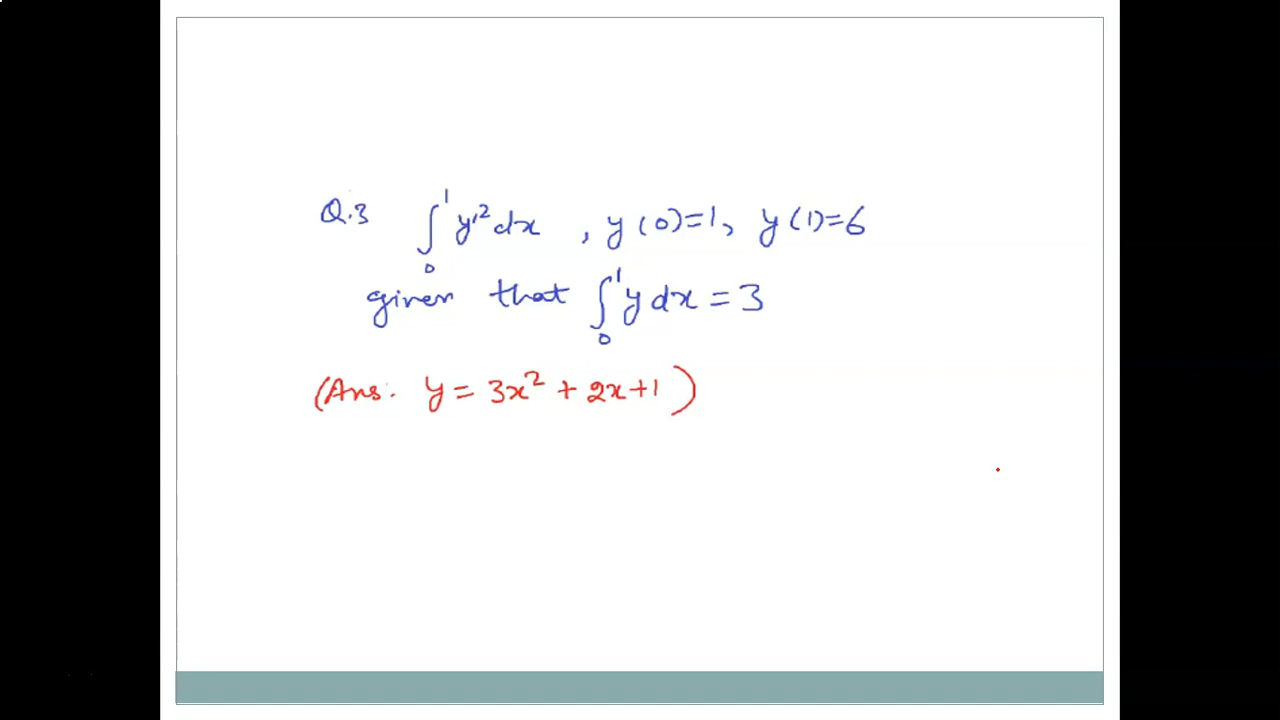 Q.3 ∫₀¹ y'² dx , y(0)=1, y(1)=6
given that ∫₀¹ y dx = 3
(Ans: y = 3x² + 2x+1)